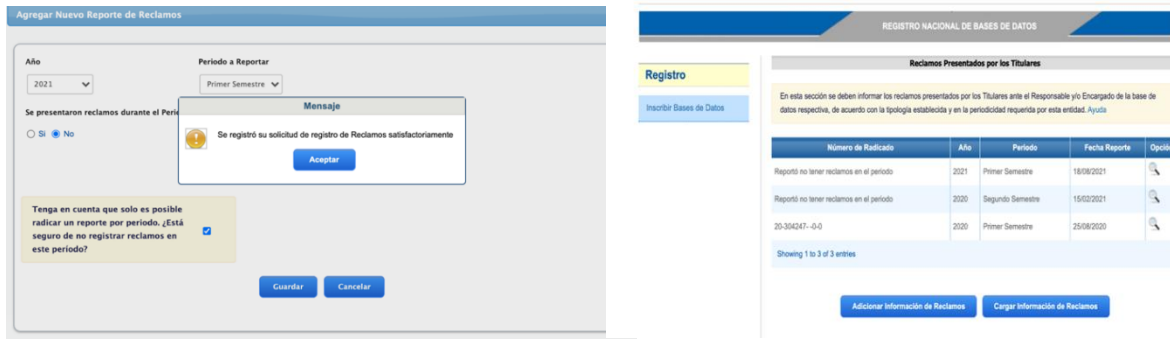 Agregar Nuevo Reporte de Reclamos
Año
Periodo a Reportar
2021
Primer Semestre
Se presentaron reclamos durante el
Si
No
Mensaje
Se registró su solicitud de registro de Reclamos satisfactoriamente
Aceptar
Tenga en cuenta que solo es posible
radicar un reporte por periodo. ¿Está
seguro de no registrar reclamos en
este periodo?
Guardar
Cancelar
REGISTRO NACIONAL DE BASES DE DATOS
Registro
Inscribir Bases de Datos
Reclamos Presentados por los Titulares
En esta sección se deben informar los reclamos presentados por los Titulares ante el Responsable y/o Encargado de la base de
datos respectiva, de acuerdo con la tipología establecida y en la periodicidad requerida por esta entidad. Ayuda
Número de Radicado Año Periodo Fecha Reporte
Reportó no tener reclamos en el periodo 2021 Primer Semestre 18/08/2021
Reportó no tener reclamos en el periodo 2020 Segundo Semestre 15/02/2021
20-304247- -0-0 2020 Primer Semestre 25/08/2020
Showing 1 to 3 of 3 entries
Adicionar Información de Reclamos
Cargar Información de Reclamos